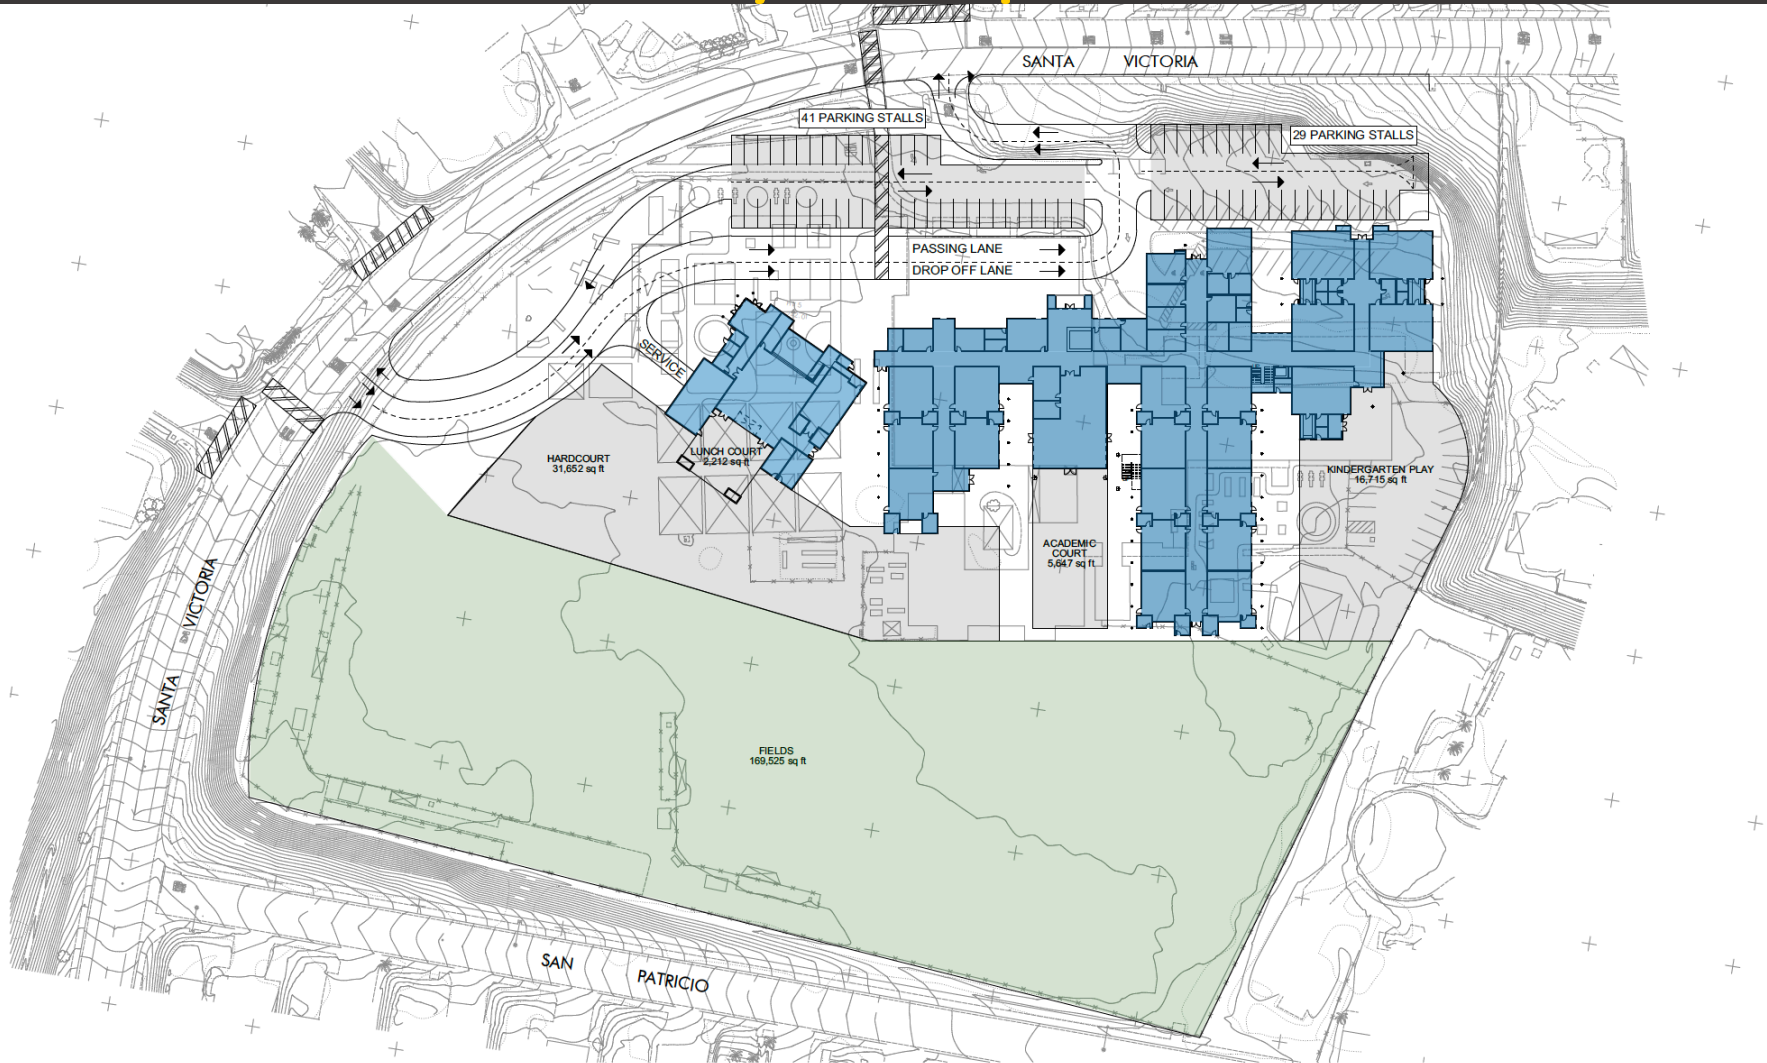 SANTA VICTORIA
41 PARKING STALLS
29 PARKING STALLS
PASSING LANE
DROP OFF LANE
SERVICE
HARDCOURT
31,652 sq ft
LUNCH COURT
2,212 sq ft
KINDERGARTEN PLAY
16,715 sq ft
ACADEMIC
COURT
5,647 sq ft
SANTA VICTORIA
FIELDS
169,525 sq ft
SAN PATRICIO